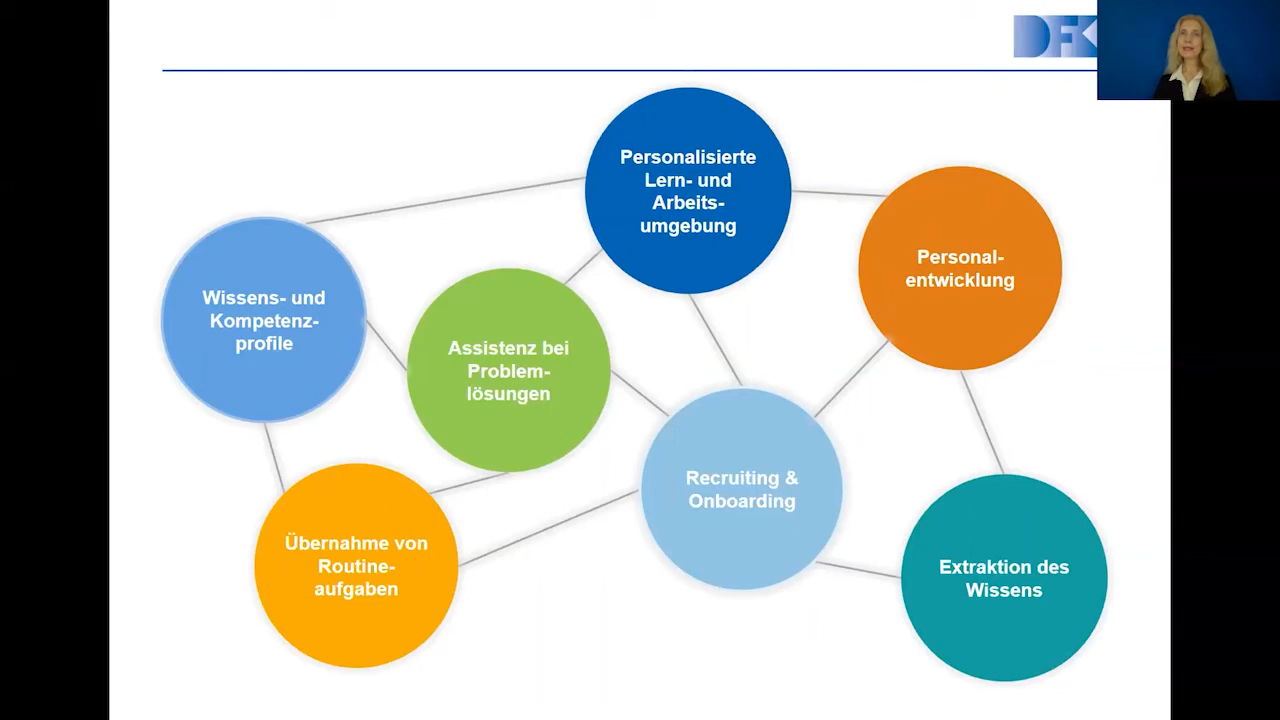 DFK
Personalisierte
Lern- und
Arbeits-
umgebung
Personal-
entwicklung
Wissens- und
Kompetenz-
profile
Assistenz bei
Problem-
lösungen
Recruiting &
Onboarding
Übernahme von
Routine-
aufgaben
Extraktion des
Wissens